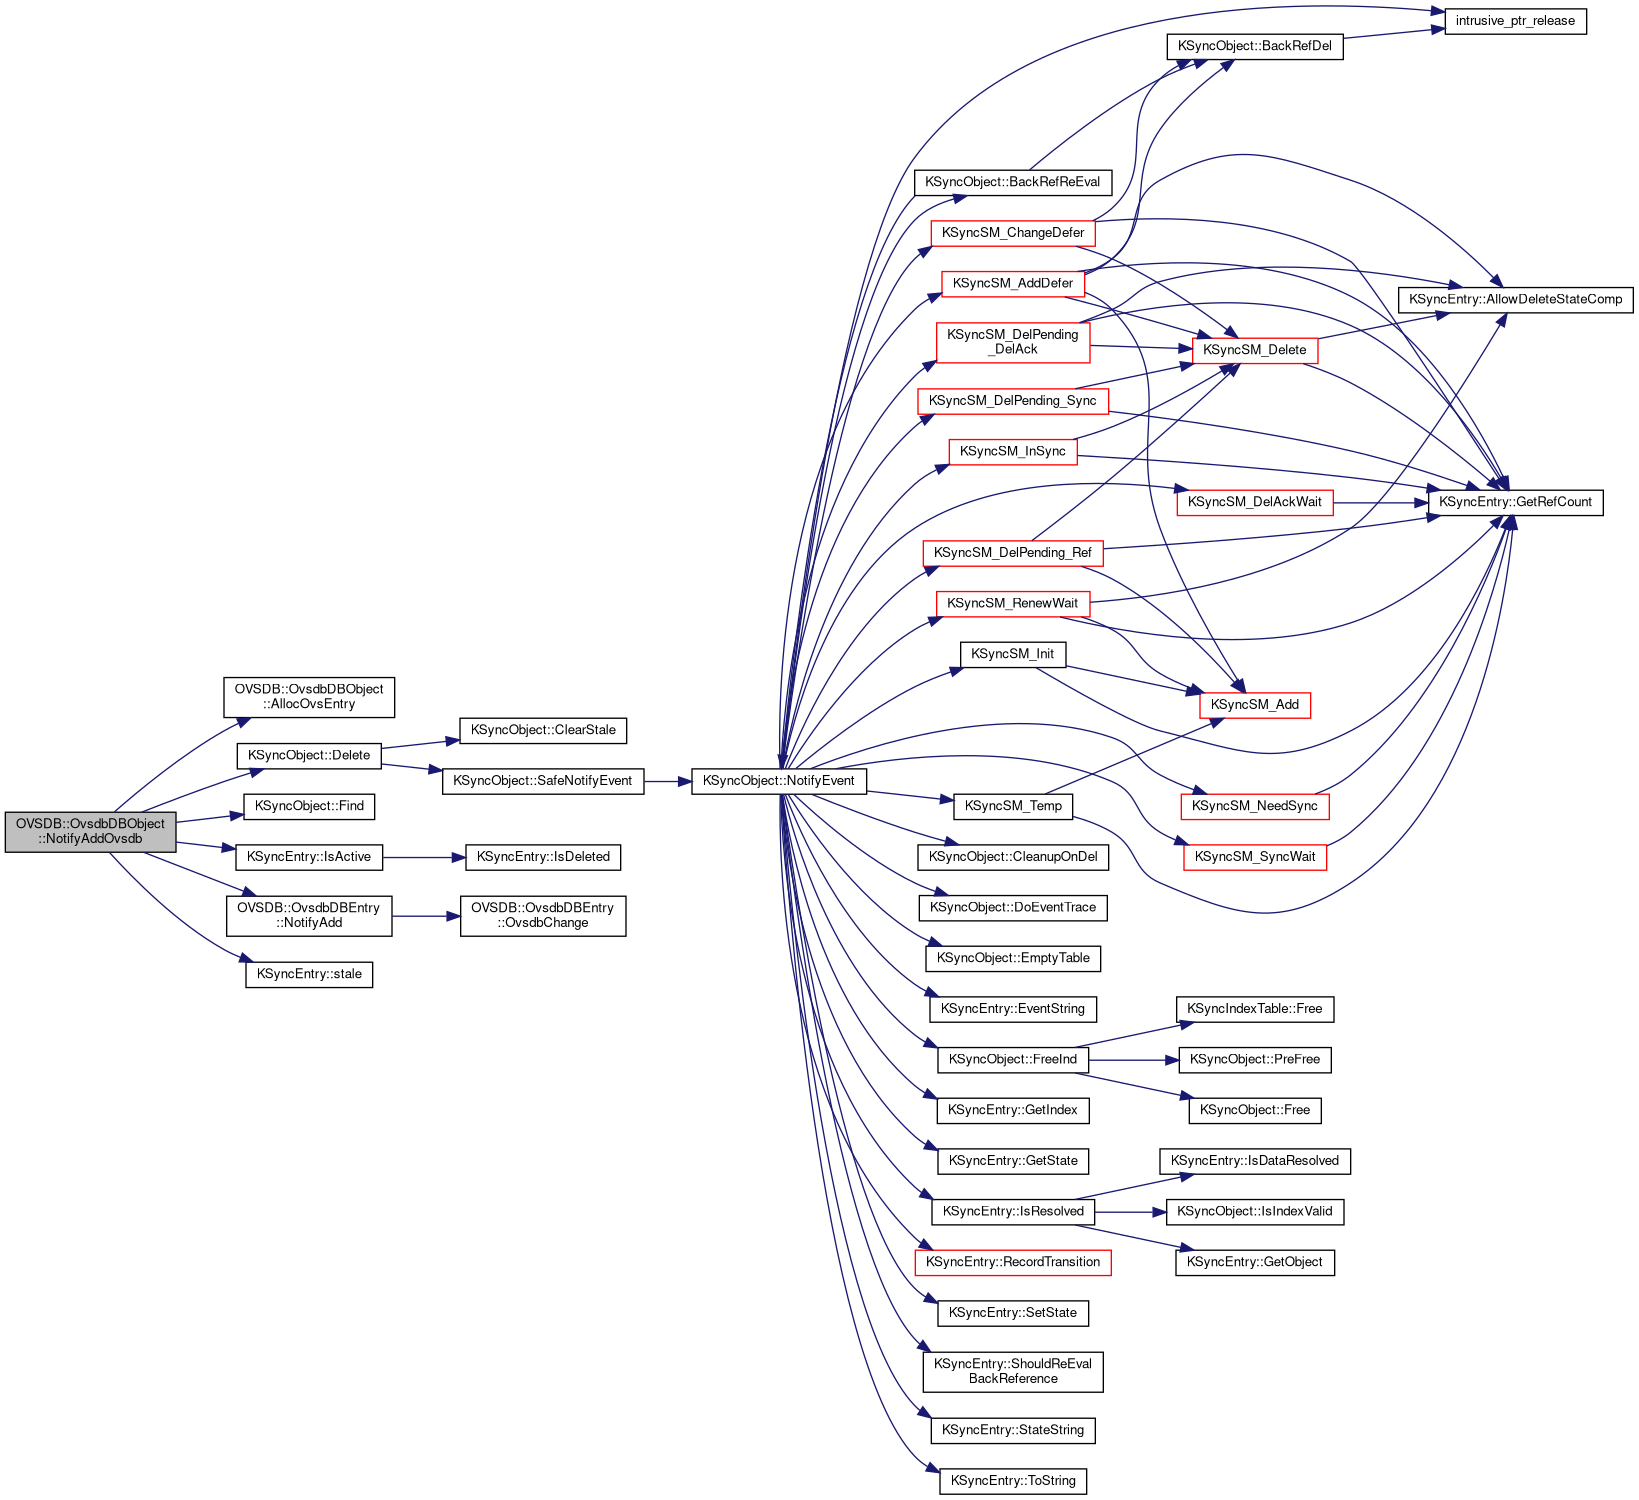 intrusive_ptr_release
KSyncObject::BackRefDel
KSyncObject::BackRefReEval
KSyncSM_ChangeDefer
KSyncSM_AddDefer
KSyncEntry::AllowDeleteStateComp
KSyncSM_DelPending
_DelAck
KSyncSM_Delete
KSyncSM_DelPending_Sync
KSyncSM_InSync
KSyncSM_DelAckWait
KSyncEntry::GetRefCount
KSyncSM_DelPending_Ref
KSyncSM_RenewWait
KSyncSM_Init
KSyncSM_Add
OVSDB::OvsdbDBObject
::AllocOvsEntry
KSyncObject::ClearStale
KSyncObject::Delete
KSyncObject::SafeNotifyEvent
KSyncObject::NotifyEvent
KSyncObject::Find
KSyncSM_Temp
KSyncSM_NeedSync
OVSDB::OvsdbDBObject
::NotifyAddOvsdb
KSyncEntry::IsActive
KSyncEntry::IsDeleted
KSyncObject::CleanupOnDel
KSyncSM_SyncWait
OVSDB::OvsdbDBEntry
::NotifyAdd
OVSDB::OvsdbDBEntry
::OvsdbChange
KSyncObject::DoEventTrace
KSyncEntry::stale
KSyncObject::EmptyTable
KSyncEntry::EventString
KSyncIndexTable::Free
KSyncObject::FreeInd
KSyncObject::PreFree
KSyncEntry::GetIndex
KSyncObject::Free
KSyncEntry::GetState
KSyncEntry::IsDataResolved
KSyncEntry::IsResolved
KSyncObject::IsIndexValid
KSyncEntry::RecordTransition
KSyncEntry::GetObject
KSyncEntry::SetState
KSyncEntry::ShouldReEval
BackReference
KSyncEntry::StateString
KSyncEntry::ToString